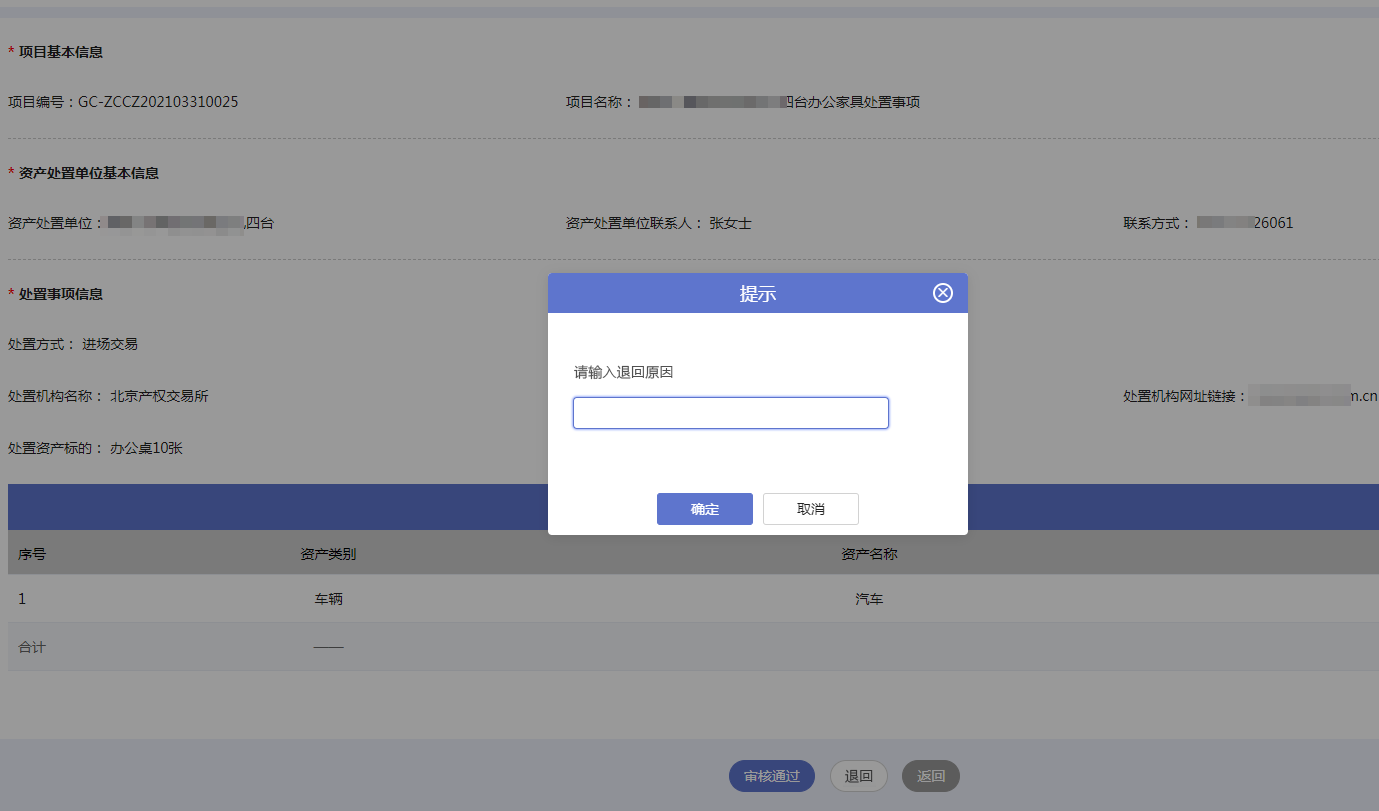 * 项目基本信息
项目编号：GC-ZCCZ202103310025 项目名称： 四台办公家具处置事项
* 资产处置单位基本信息
资产处置单位： 四台 资产处置单位联系人： 张女士 联系方式： 26061
* 处置事项信息
提示
处置方式： 进场交易
请输入退回原因
处置机构名称： 北京产权交易所 处置机构网址链接： m.cn
处置资产标的： 办公桌10张
确定 取消
序号 资产类别 资产名称
1 车辆 汽车
合计 ——
审核通过 退回 返回